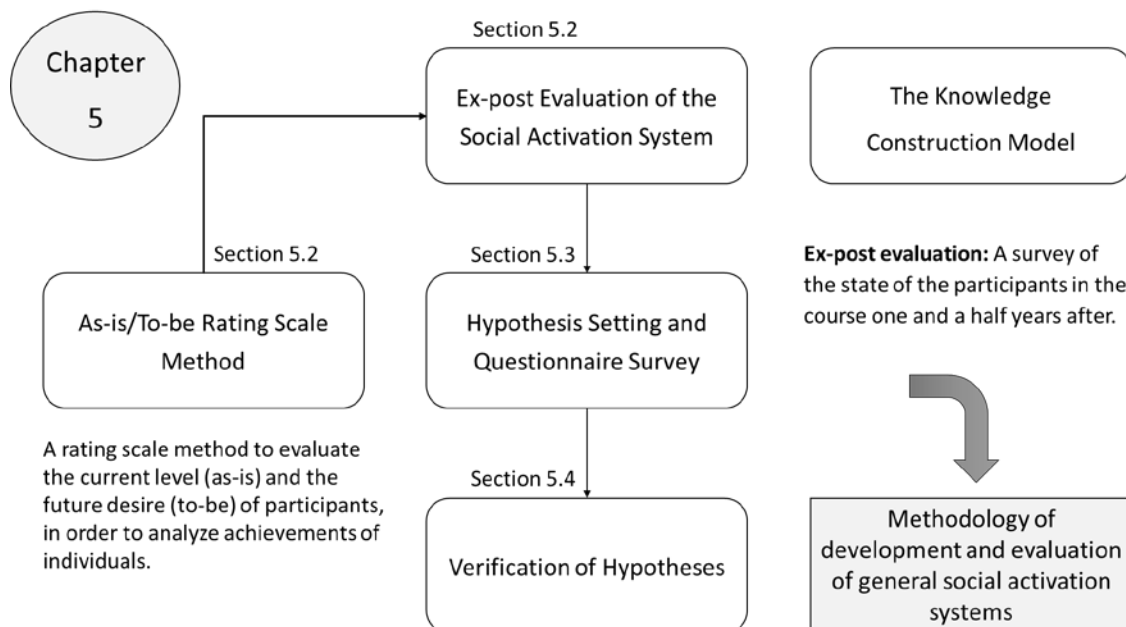 Chapter
5
Section 5.2
Ex-post Evaluation of the
Social Activation System
The Knowledge
Construction Model
Section 5.2
As-is/To-be Rating Scale
Method
Section 5.3
Hypothesis Setting and
Questionnaire Survey
Ex-post evaluation: A survey of
the state of the participants in the
course one and a half years after.
A rating scale method to evaluate
the current level (as-is) and the
future desire (to-be) of participants,
in order to analyze achievements of
individuals.
Section 5.4
Verification of Hypotheses
Methodology of
development and evaluation
of general social activation
systems